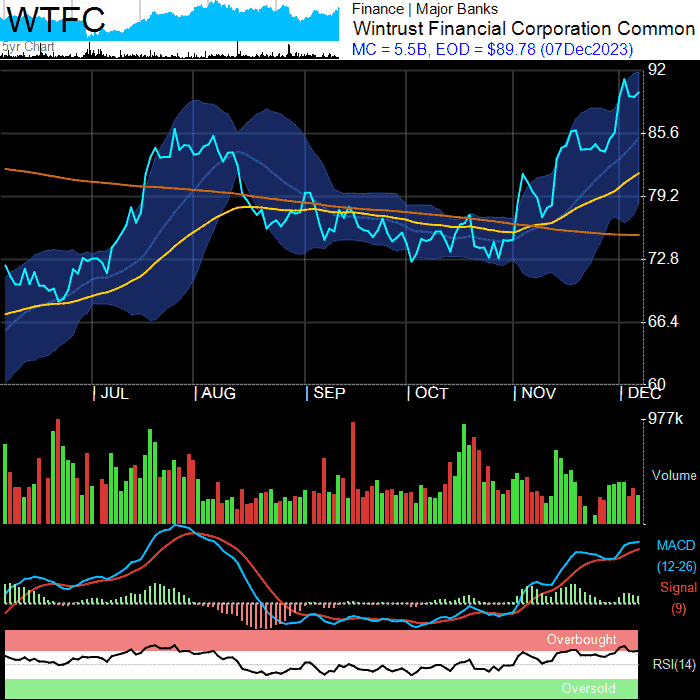 WTFC
5yr Chart
Finance | Major Banks
Wintrust Financial Corporation Common
MC = 5.5B, EOD = $89.78 (07Dec2023)
92
85.6
79.2
72.8
66.4
60
| JUL | AUG | SEP | OCT | NOV | DEC
977k
Volume
MACD
(12-26)
Signal
(9)
Overbought
RSI(14)
Oversold